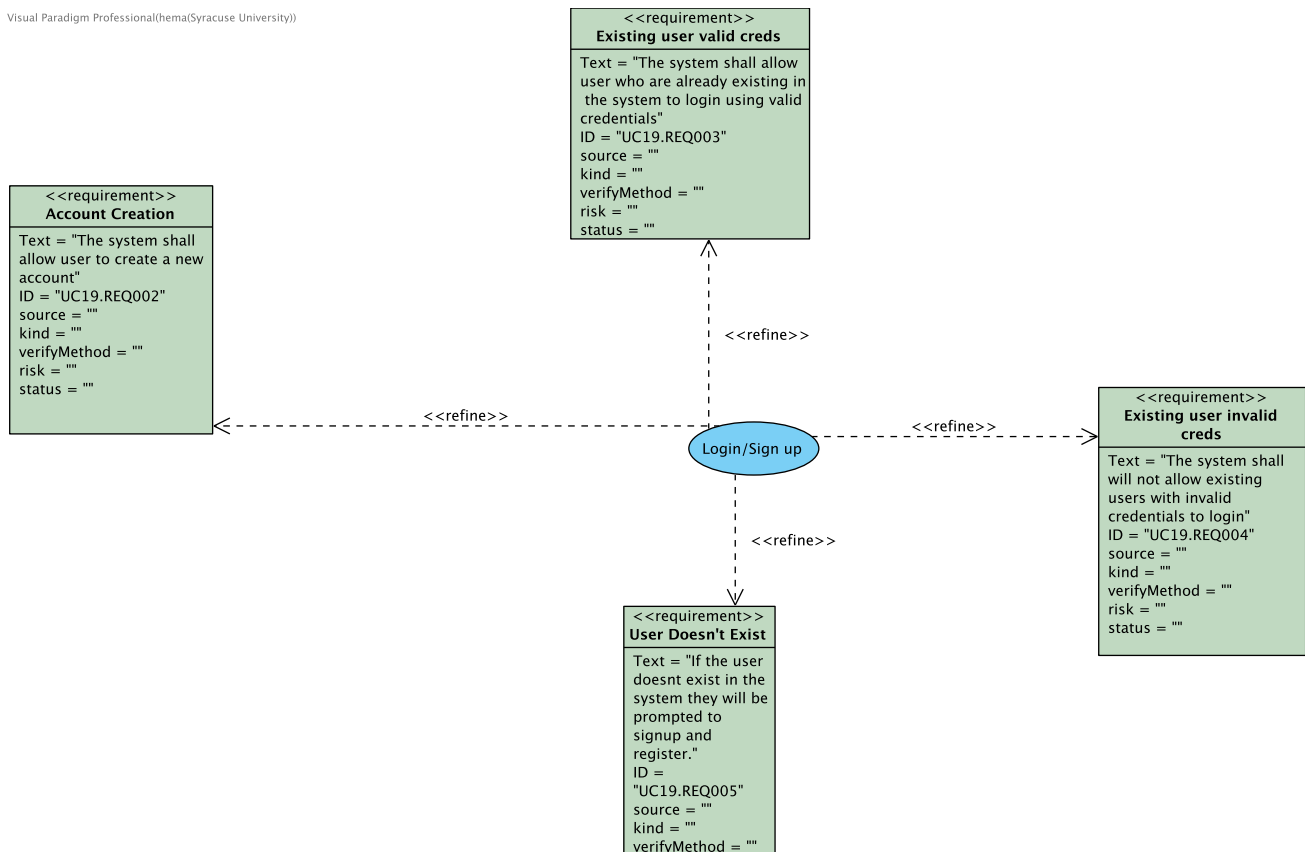 Visual Paradigm Professional(hema(Syracuse University))
<<requirement>>
Existing user valid creds
Text = "The system shall allow
user who are already existing in
the system to login using valid
credentials"
ID = "UC19.REQ003"
source = ""
kind = ""
verifyMethod = ""
risk = ""
status = ""
<<requirement>>
Account Creation
Text = "The system shall
allow user to create a new
account"
ID = "UC19.REQ002"
source = ""
kind = ""
verifyMethod = ""
risk = ""
status = ""
<<refine>>
<<refine>>
<<refine>>
Login/Sign up
<<requirement>>
Existing user invalid
creds
Text = "The system shall
will not allow existing
users with invalid
credentials to login"
ID = "UC19.REQ004"
source = ""
kind = ""
verifyMethod = ""
risk = ""
status = ""
<<refine>>
<<requirement>>
User Doesn't Exist
Text = "If the user
doesnt exist in the
system they will be
prompted to
signup and
register."
ID =
"UC19.REQ005"
source = ""
kind = ""
verifyMethod = ""